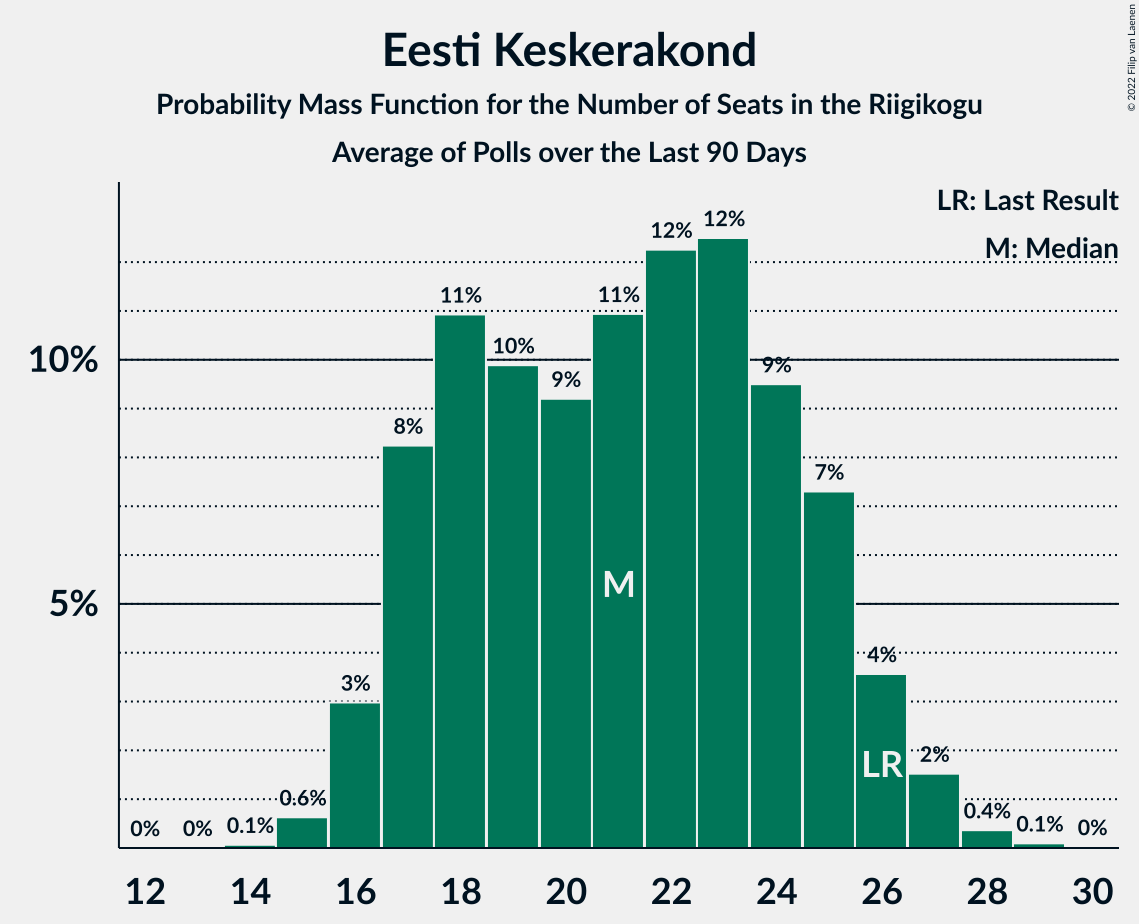 Eesti Keskerakond
Probability Mass Function for the Number of Seats in the Riigikogu
Average of Polls over the Last 90 Days
© 2022 Filip van Laenen
LR: Last Result
M: Median
10%
5%
0%
0%
0.1%
0.6%
3%
8%
11%
10%
9%
11%
12%
12%
9%
7%
4%
2%
0.4%
0.1%
0%
M
LR
12 14 16 18 20 22 24 26 28 30